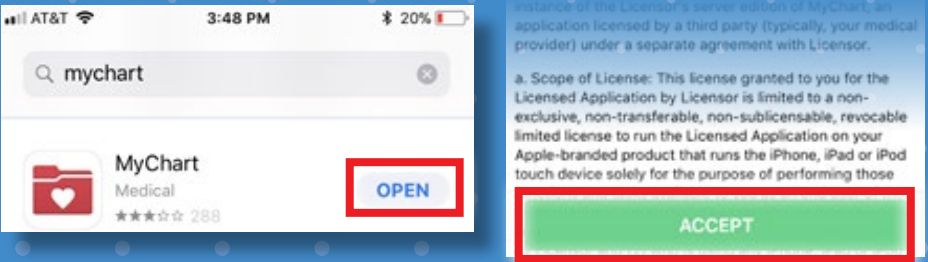 AT&T 3:48 PM 20%
mychart
MyChart
Medical
OPEN
288
instance of the Licensor's server edition of MyChart, an
application licensed by a third party (typically, your medical
provider) under a separate agreement with Licensor.
a. Scope of License: This license granted to you for the
Licensed Application by Licensor is limited to a non-
exclusive, non-transferable, non-sublicensable, revocable
limited license to run the Licensed Application on your
Apple-branded product that runs the iPhone, iPad or iPod
touch device solely for the purpose of performing those
ACCEPT